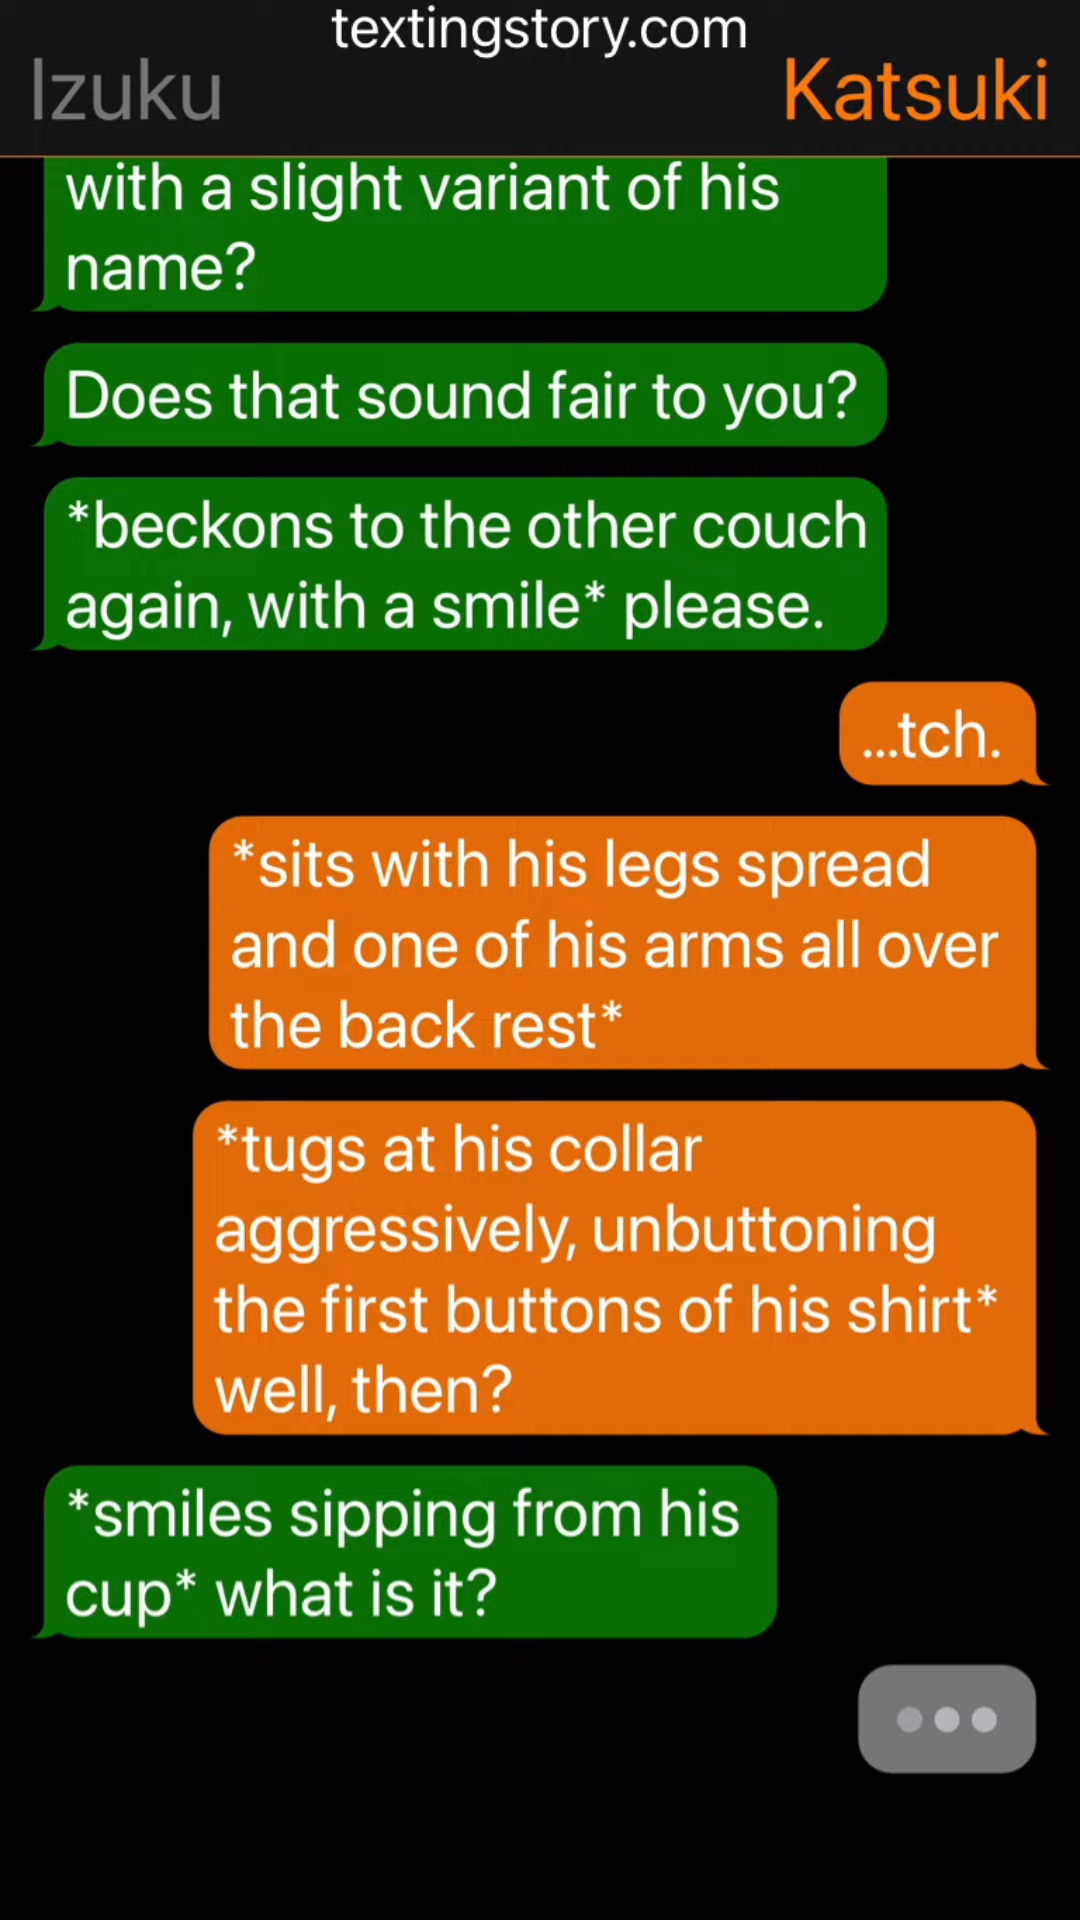 textingstory.com
Izuku
Katsuki
with a slight variant of his
name?
Does that sound fair to you?
*beckons to the other couch
again, with a smile* please.
...tch.
*sits with his legs spread
and one of his arms all over
the back rest*
*tugs at his collar
aggressively, unbuttoning
the first buttons of his shirt*
well, then?
*smiles sipping from his
cup* what is it?